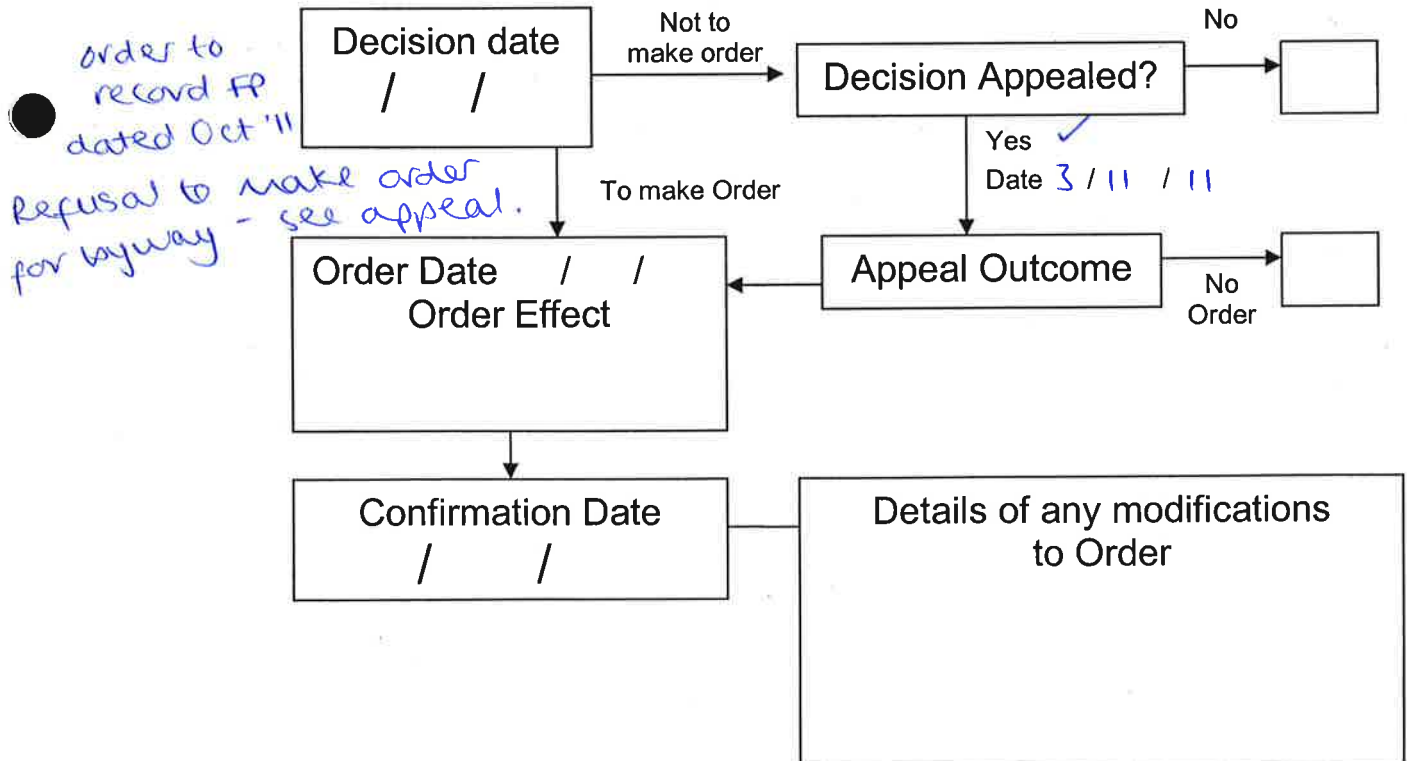 order to
record FP
dated Oct '11
Refusal to make order
for byway - see appeal.
Decision date
/ /
Not to
make order
Decision Appealed?
No
Yes ✓
Date 3 / 11 / 11
To make Order
Order Date / /
Order Effect
Appeal Outcome
No
Order
Confirmation Date
/ /
Details of any modifications
to Order